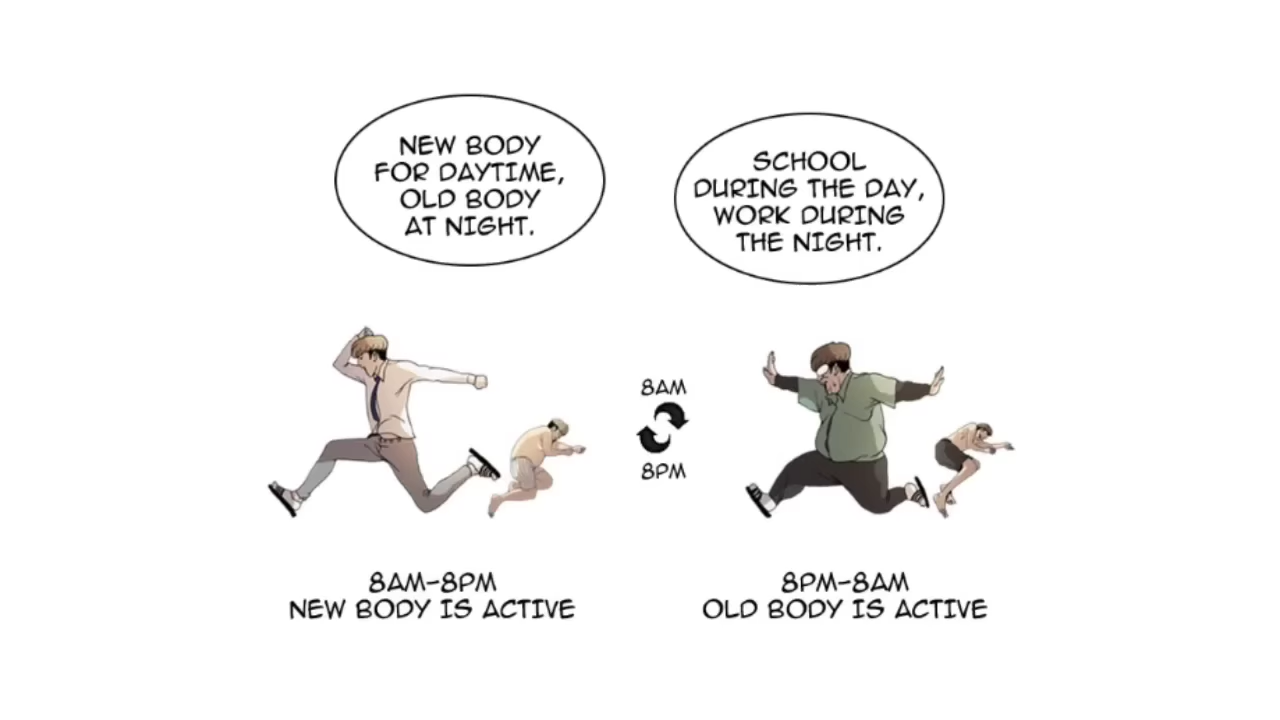 NEW BODY
FOR DAYTIME,
OLD BODY
AT NIGHT.
SCHOOL
DURING THE DAY,
WORK DURING
THE NIGHT.
8AM
8PM
8AM-8PM
NEW BODY IS ACTIVE
8PM-8AM
OLD BODY IS ACTIVE